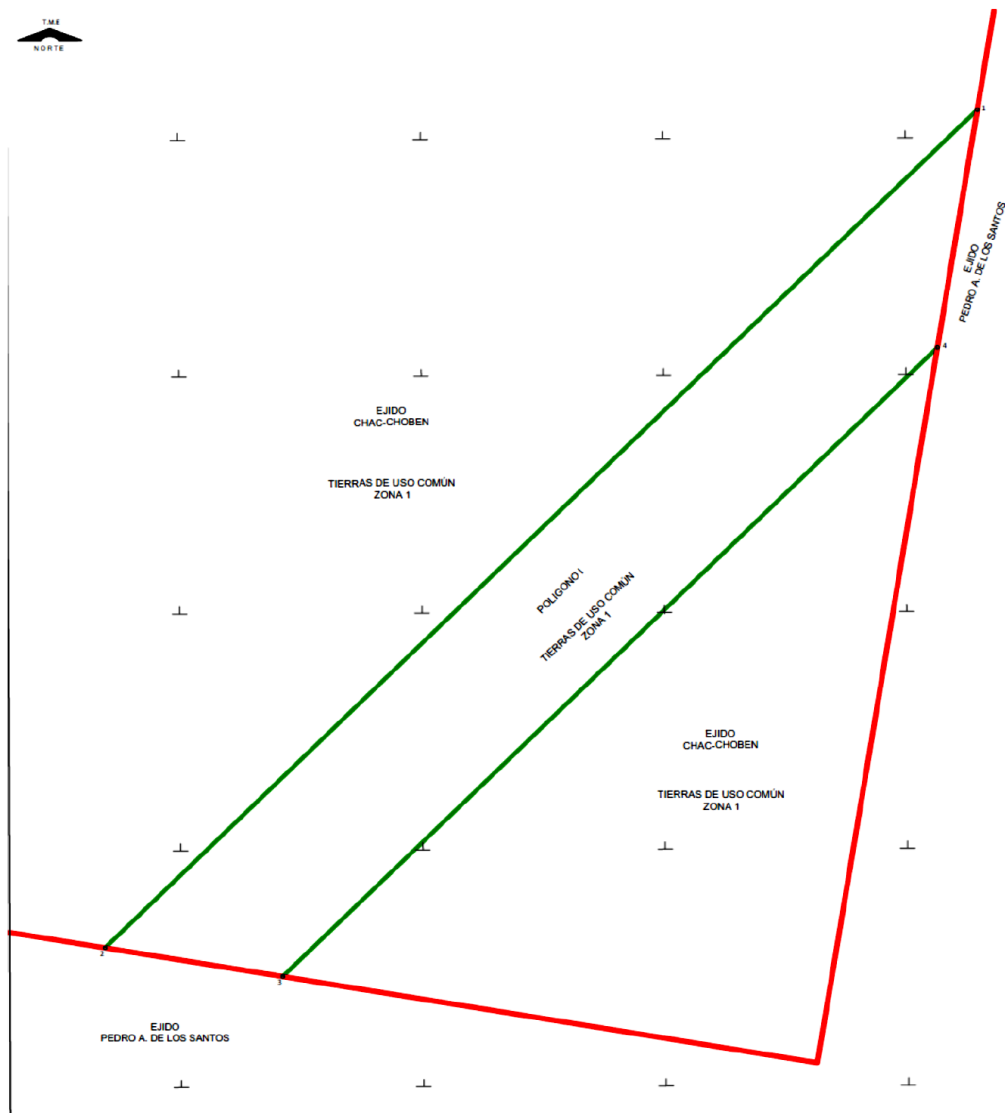 T.M.E
NORTE
1
EJIDO
PEDRO A. DE LOS SANTOS
4
EJIDO
CHAC-CHOBEN
TIERRAS DE USO COMÚN
ZONA 1
POLIGONO I
TIERRAS DE USO COMÚN
ZONA 1
EJIDO
CHAC-CHOBEN
TIERRAS DE USO COMÚN
ZONA 1
2
3
EJIDO
PEDRO A. DE LOS SANTOS